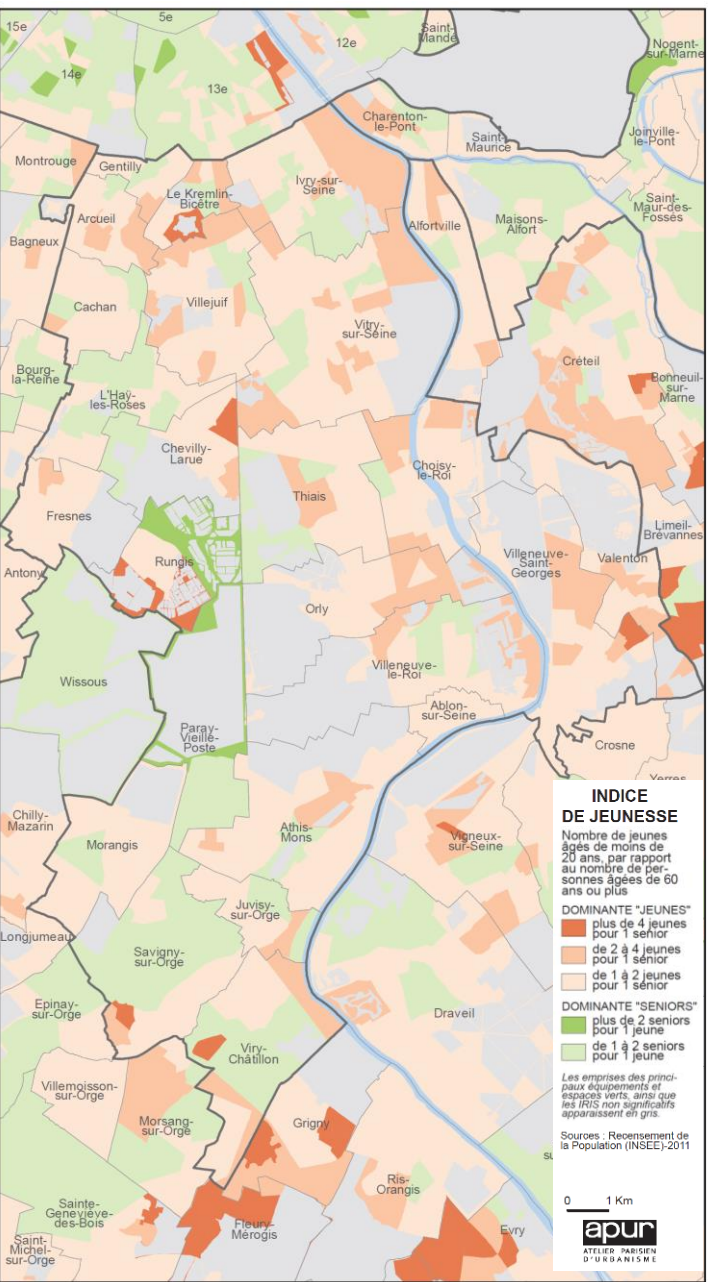 5e
15e
Saint-
Mandé
12e
Nogent-
sur-Marne
14e
13e
Charenton-
le-Pont
Saint-
Maurice
Joinville-
le-Pont
Montrouge
Gentilly
Le Kremlin-
Bicêtre
Ivry-sur-
Seine
Saint-
Maur-des-
Fossés
Arcueil
Alfortville
Maisons-
Alfort
Bagneux
Cachan
Villejuif
Vitry-
sur-Seine
Créteil
Bourg-
la-Reine
L'Haÿ-
les-Roses
Bonneuil-
sur-
Marne
Chevilly-
Larue
Choisy-
le-Roi
Thiais
Fresnes
Limeil-
Brévannes
Rungis
Villeneuve-
Saint-
Georges
Valenton
Antony
Orly
Wissous
Villeneuve-
le-Roi
Ablon-
sur-Seine
Paray-
Vieille-
Poste
Crosne
Yerres
Chilly-
Mazarin
Athis-
Mons
Vigneux-
sur-Seine
Morangis
Juvisy-
sur-Orge
Longjumeau
Savigny-
sur-Orge
Epinay-
sur-Orge
Draveil
Viry-
Châtillon
Villemoisson-
sur-Orge
Morsang-
sur-Orge
Grigny
Ris-
Orangis
Sainte-
Geneviève-
des-Bois
Fleury-
Mérogis
Evry
Saint-
Michel-
sur-Orge
INDICE
DE JEUNESSE
Nombre de jeunes
âgés de moins de
20 ans, par rapport
au nombre de per-
sonnes âgées de 60
ans ou plus
DOMINANTE "JEUNES"
plus de 4 jeunes
pour 1 sénior
de 2 à 4 jeunes
pour 1 sénior
de 1 à 2 jeunes
pour 1 sénior
DOMINANTE "SENIORS"
plus de 2 seniors
pour 1 jeune
de 1 à 2 seniors
pour 1 jeune
Les emprises des princi-
paux équipements et
espaces verts, ainsi que
les IRIS non significatifs
apparaissent en gris.
Sources : Recensement de
la Population (INSEE)-2011
0 1 Km
apur
ATELIER PARISIEN
D'URBANISME